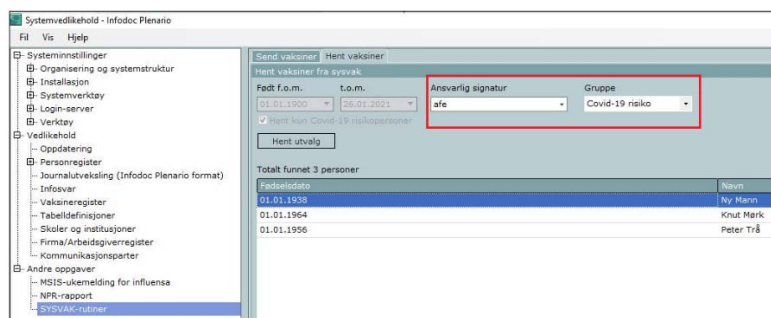 Systemvedlikehold - Infodoc Plenario
Fil Vis Hjelp
Systeminnstillinger
Organisering og systemstruktur
Installasjon
Systemverktøy
Login-server
Verktøy
Vedlikehold
Oppdatering
Personregister
Journalutveksling (Infodoc Plenario format)
Infosvar
Vaksineregister
Tabelldefinisjoner
Skoler og institusjoner
Firma/Arbeidsgiverregister
Kommunikasjonsparter
Andre oppgaver
MSIS-ukemelding for influensa
NPR-rapport
SYSVAK-rutiner
Send vaksiner Hent vaksiner
Hent vaksiner fra sysvak
Født f.o.m. t.o.m. Ansvarlig signatur Gruppe
01.01.1900 26.01.2021 afe Covid-19 risiko
Hent kun Covid-19 risikopersoner
Hent utvalg
Totalt funnet 3 personer
Fødselsdato Navn
01.01.1938 Ny Mann
01.01.1964 Knut Mørk
01.01.1956 Peter Trå